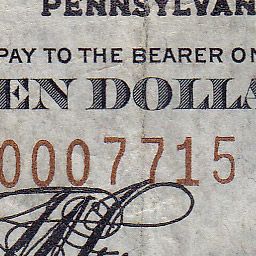 PENNSYLVAN
PAY TO THE BEARER ON
EN DOLLA
0007715